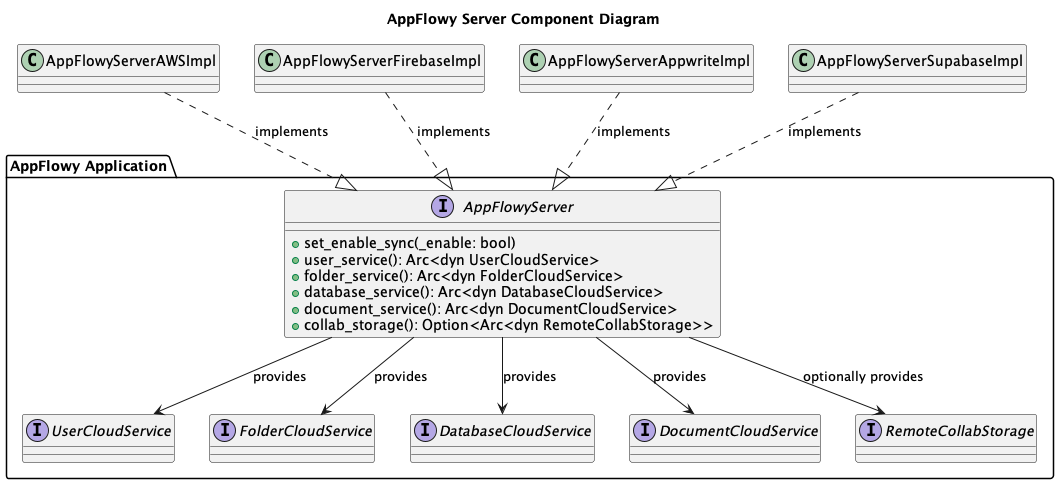 AppFlowy Server Component Diagram
C AppFlowyServerAWSImpl
C AppFlowyServerFirebaseImpl
C AppFlowyServerAppwriteImpl
C AppFlowyServerSupabaseImpl
implements
implements
implements
implements
AppFlowy Application
I AppFlowyServer
set_enable_sync(_enable: bool)
user_service(): Arc<dyn UserCloudService>
folder_service(): Arc<dyn FolderCloudService>
database_service(): Arc<dyn DatabaseCloudService>
document_service(): Arc<dyn DocumentCloudService>
collab_storage(): Option<Arc<dyn RemoteCollabStorage>>
provides
provides
provides
provides
optionally provides
I UserCloudService
I FolderCloudService
I DatabaseCloudService
I DocumentCloudService
I RemoteCollabStorage